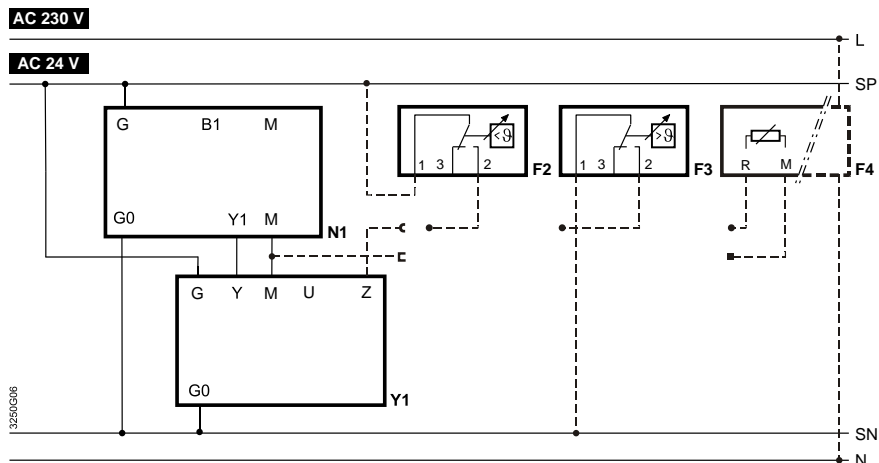 AC 230 V
L
AC 24 V
SP
G B1 M
1 3 2
<ϑ
F2
1 3 2
>ϑ
F3
R M
F4
G0 Y1 M
N1
G Y M U Z
G0
Y1
3250G06
SN
N